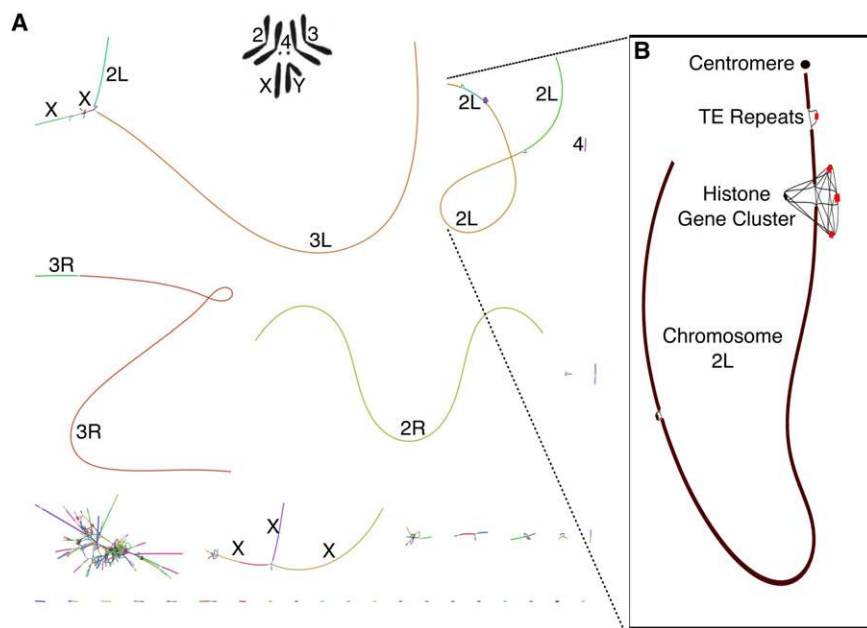 A
2
4
3
X
Y
2L
X
X
3L
2L
2L
4
2L
3R
3R
2R
X
X
X
B
Centromere
TE Repeats
Histone
Gene Cluster
Chromosome
2L